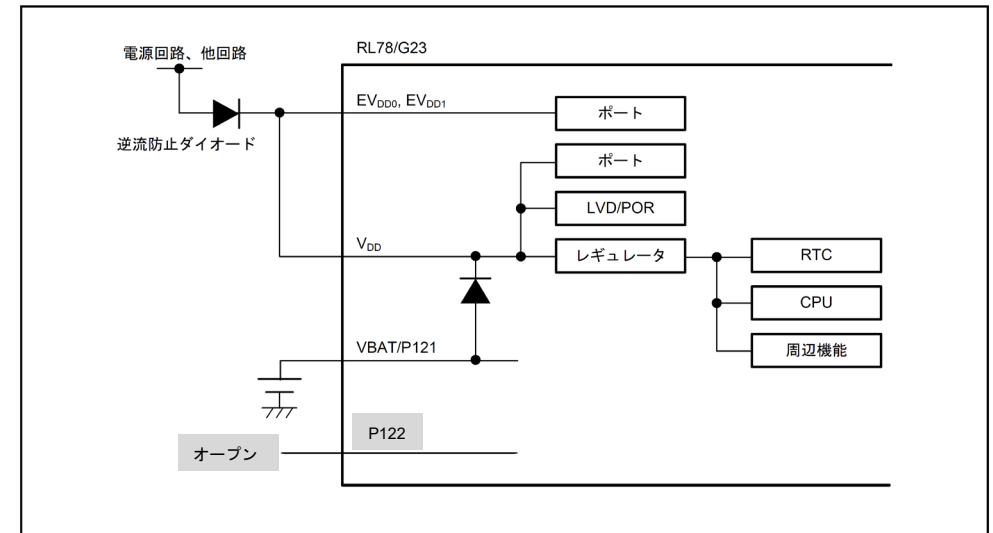 電源回路、他回路
RL78/G23
EVDD0, EVDD1
ポート
逆流防止ダイオード
ポート
LVD/POR
VDD
レギュレータ
RTC
CPU
VBAT/P121
周辺機能
P122
オープン